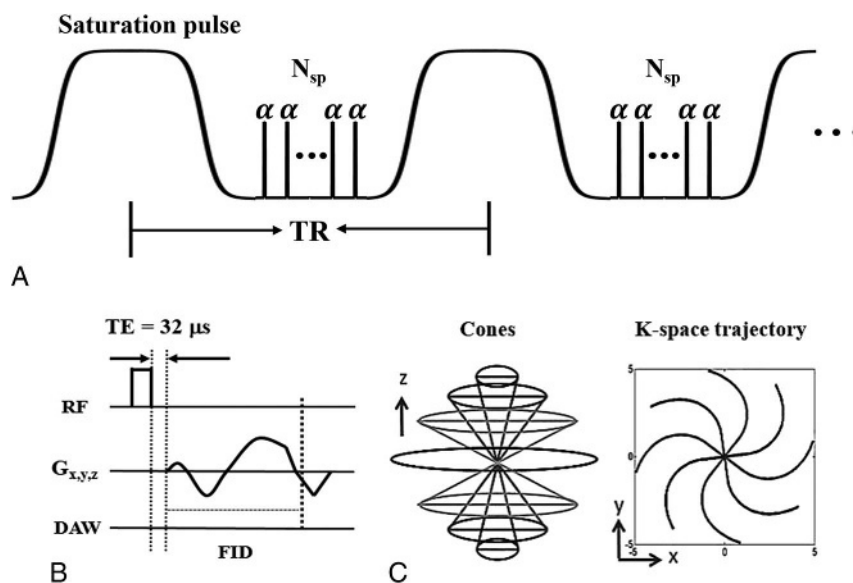 Saturation pulse
N_sp N_sp
α α α α α α α α
TR
A
TE = 32 μs
RF
G_x,y,z
DAW
FID
B
Cones
z
C
K-space trajectory
5
0
-5
-5 0 5
y
x